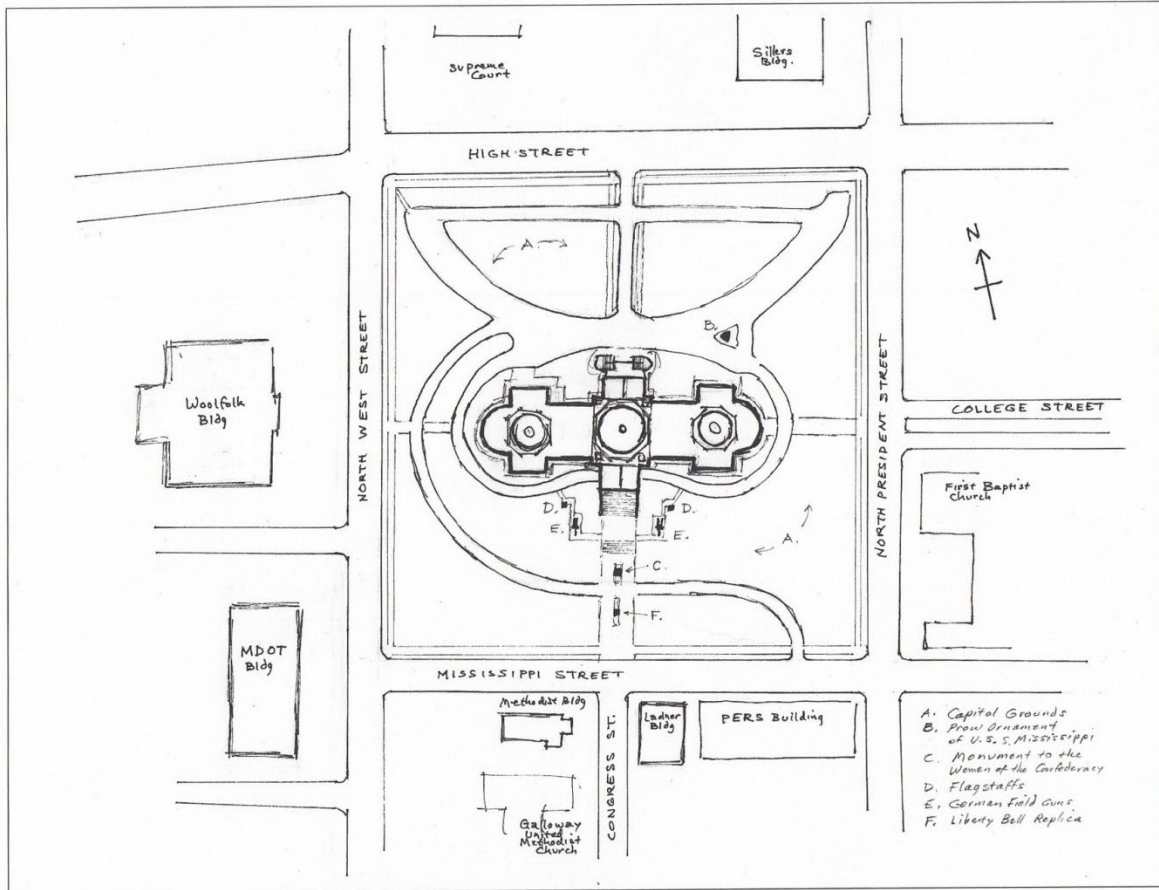 Supreme
Court
Sillers
Bldg.
HIGH STREET
A
N
B.
NORTH WEST STREET
Woolfolk
Bldg
NORTH PRESIDENT STREET
COLLEGE STREET
First Baptist
Church
D.
D.
E.
E.
A.
C.
F.
MDOT
Bldg
MISSISSIPPI STREET
Methodist Bldg
Ladner
Bldg
PERS Building
CONGRESS ST.
Galloway
United
Methodist
Church
A. Capitol Grounds
B. Prow Ornament
of U.S.S. Mississippi
C. Monument to the
Women of the Confederacy
D. Flagstaffs
E. German Field Guns
F. Liberty Bell Replica